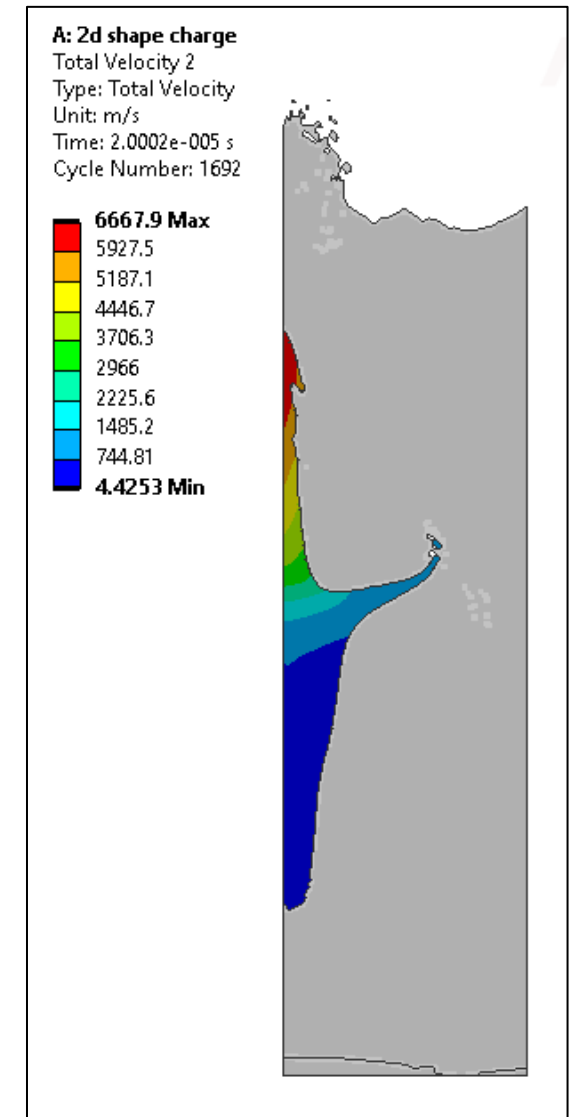 A: 2d shape charge
Total Velocity 2
Type: Total Velocity
Unit: m/s
Time: 2.0002e-005 s
Cycle Number: 1692
6667.9 Max
5927.5
5187.1
4446.7
3706.3
2966
2225.6
1485.2
744.81
4.4253 Min